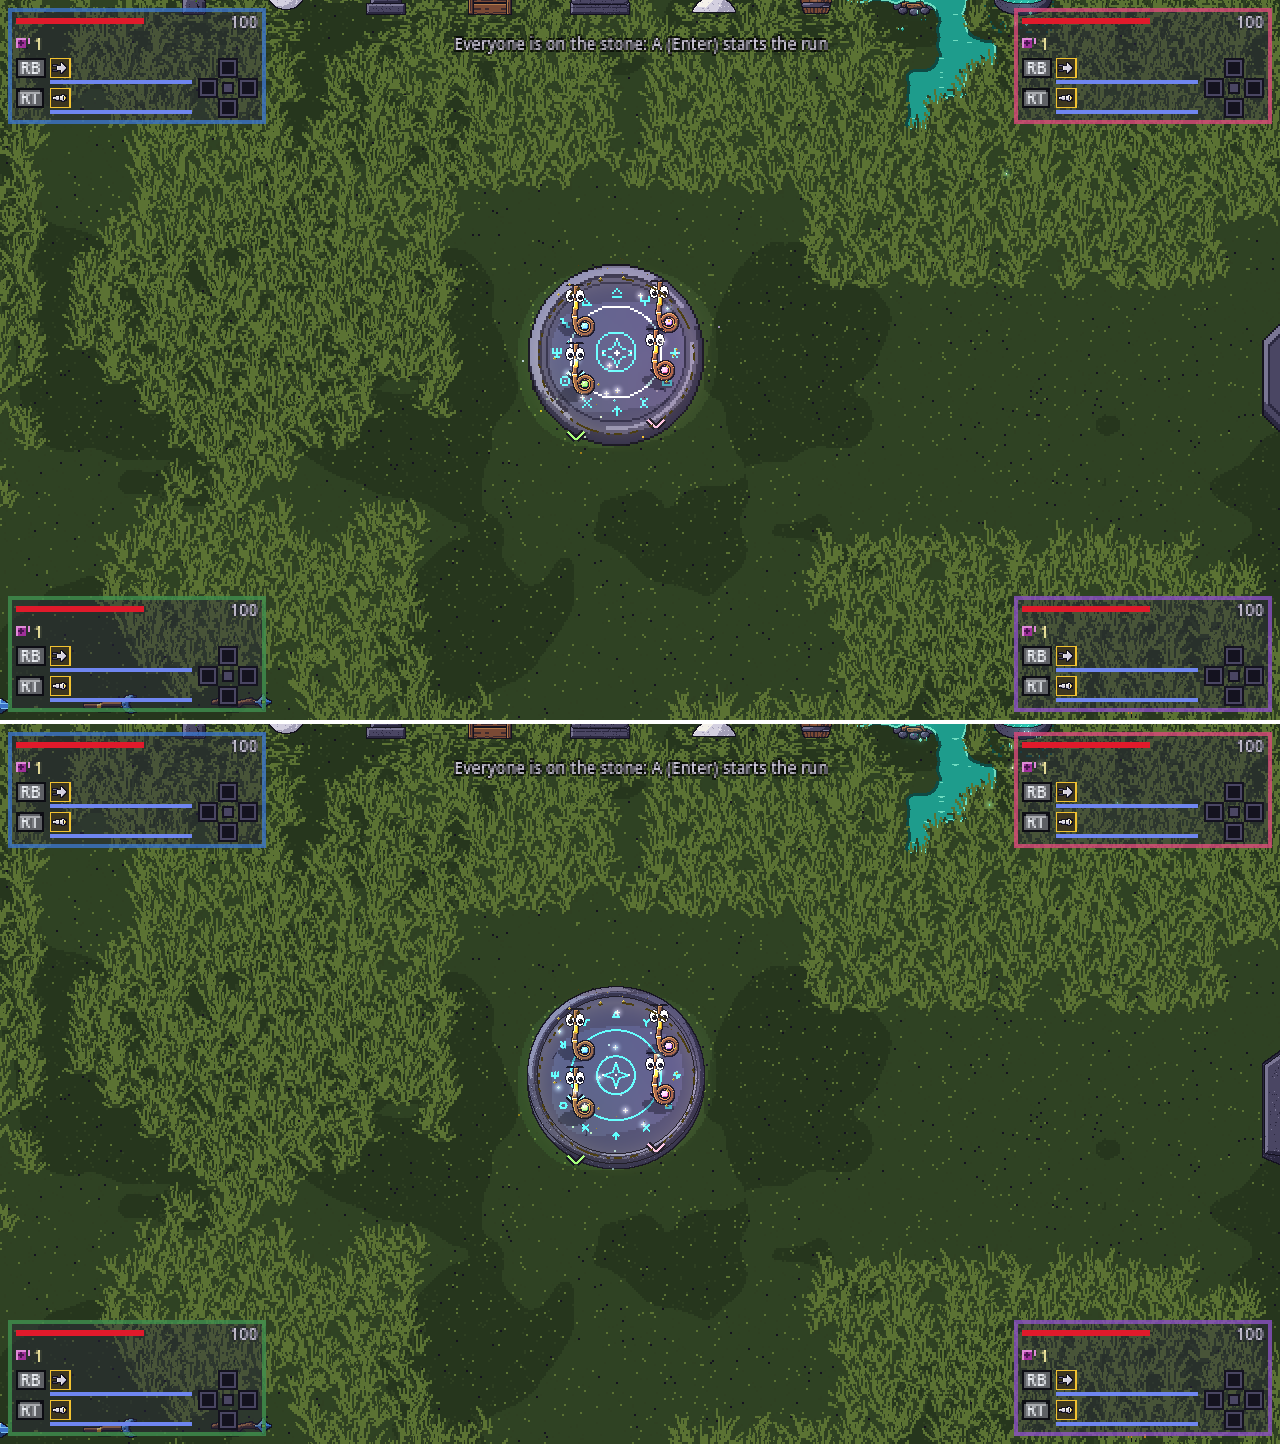 100
1
RB
RT
Everyone is on the stone: A (Enter) starts the run
100
1
RB
RT
100
1
RB
RT
100
1
RB
RT
100
1
RB
RT
Everyone is on the stone: A (Enter) starts the run
100
1
RB
RT
100
1
RB
RT
100
1
RB
RT